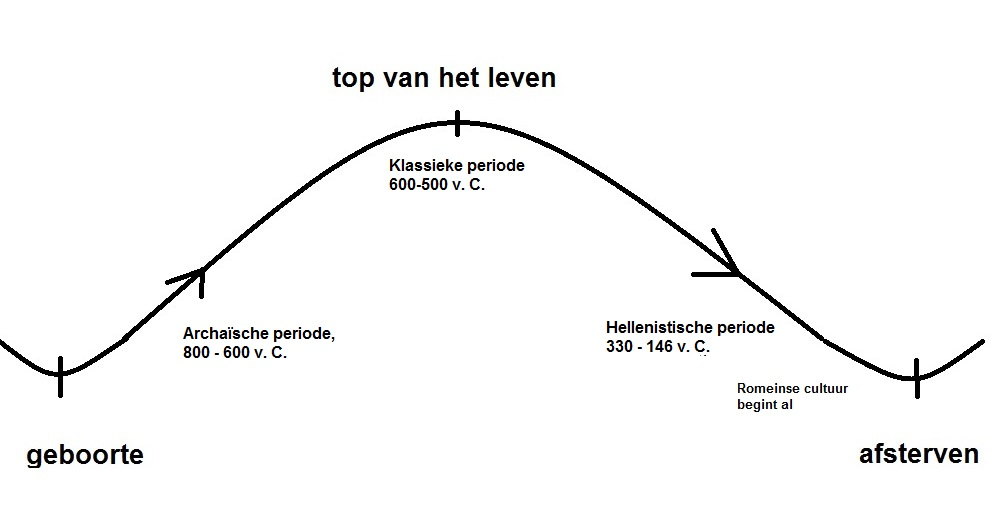 top van het leven
Klassieke periode
600-500 v. C.
Archaïsche periode,
800 - 600 v. C.
Hellenistische periode
330 - 146 v. C.
Romeinse cultuur
begint al
geboorte
afsterven